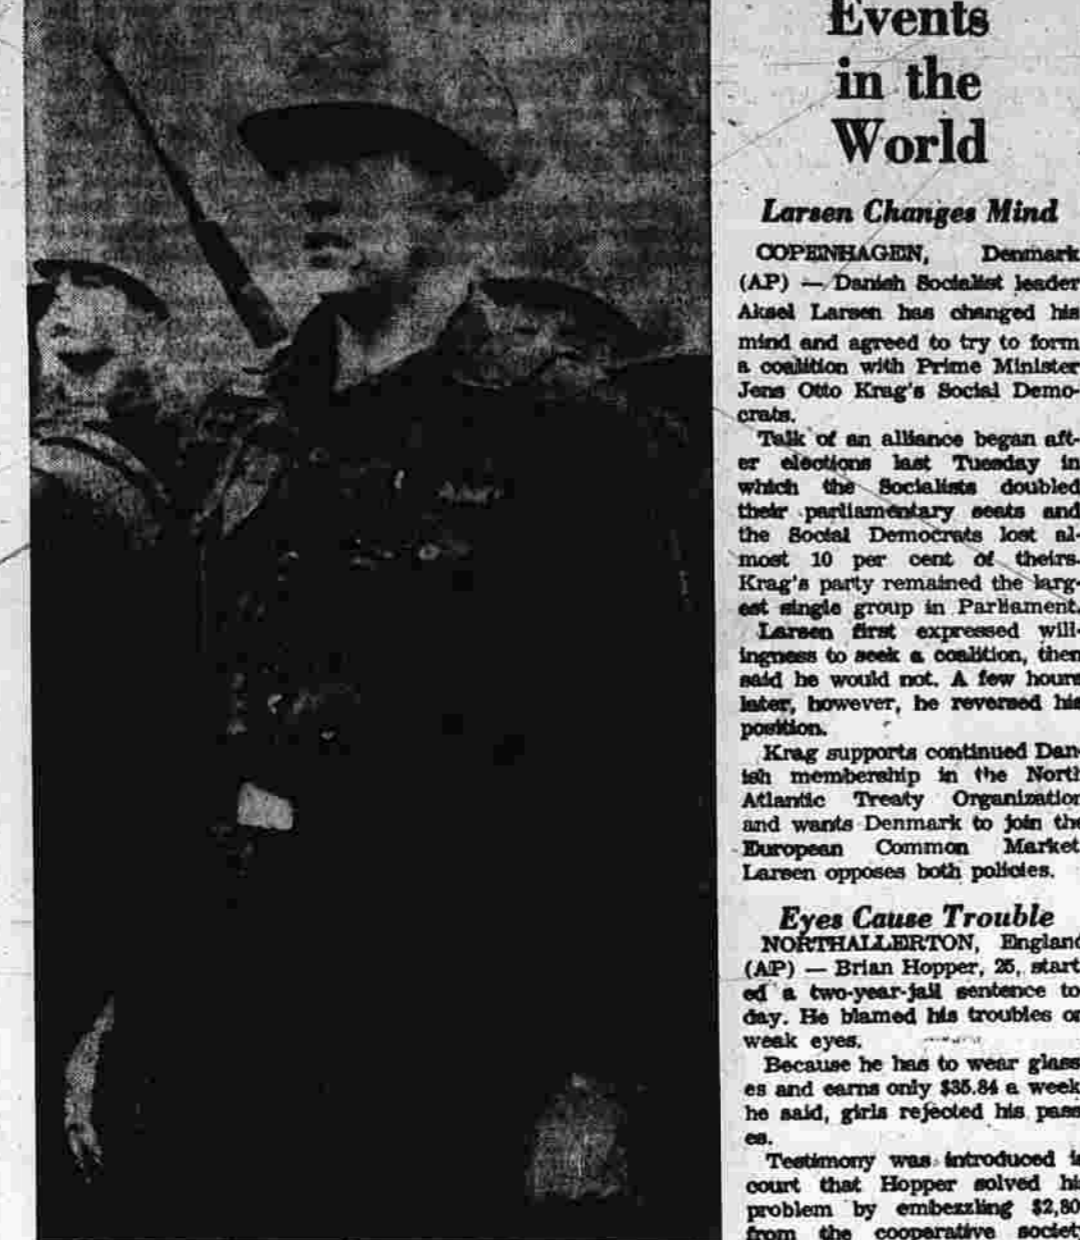 Events
in the
World
Larsen Changes Mind
COPENHAGEN, Denmark
(AP) — Danish Socialist leader
Aksel Larsen has changed his
mind and agreed to try to form
a coalition with Prime Minister
Jens Otto Krag's Social Demo-
crats.
Talk of an alliance began aft-
er elections last Tuesday in
which the Socialists doubled
their parliamentary seats and
the Social Democrats lost al-
most 10 per cent of theirs.
Krag's party remained the larg-
est single group in Parliament.
Larsen first expressed will-
ingness to seek a coalition, then
said he would not. A few hours
later, however, he reversed his
position.
Krag supports continued Dan-
ish membership in the North
Atlantic Treaty Organization
and wants Denmark to join the
European Common Market
Larsen opposes both policies.
Eyes Cause Trouble
NORTHALLERTON, England
(AP) — Brian Hopper, 25, start
ed a two-year-jail sentence to
day. He blamed his troubles on
weak eyes.
Because he has to wear glass
es and earns only $35.84 a week
he said, girls rejected his pass
es.
Testimony was introduced in
court that Hopper solved his
problem by embezzling $2,80
from the cooperative society